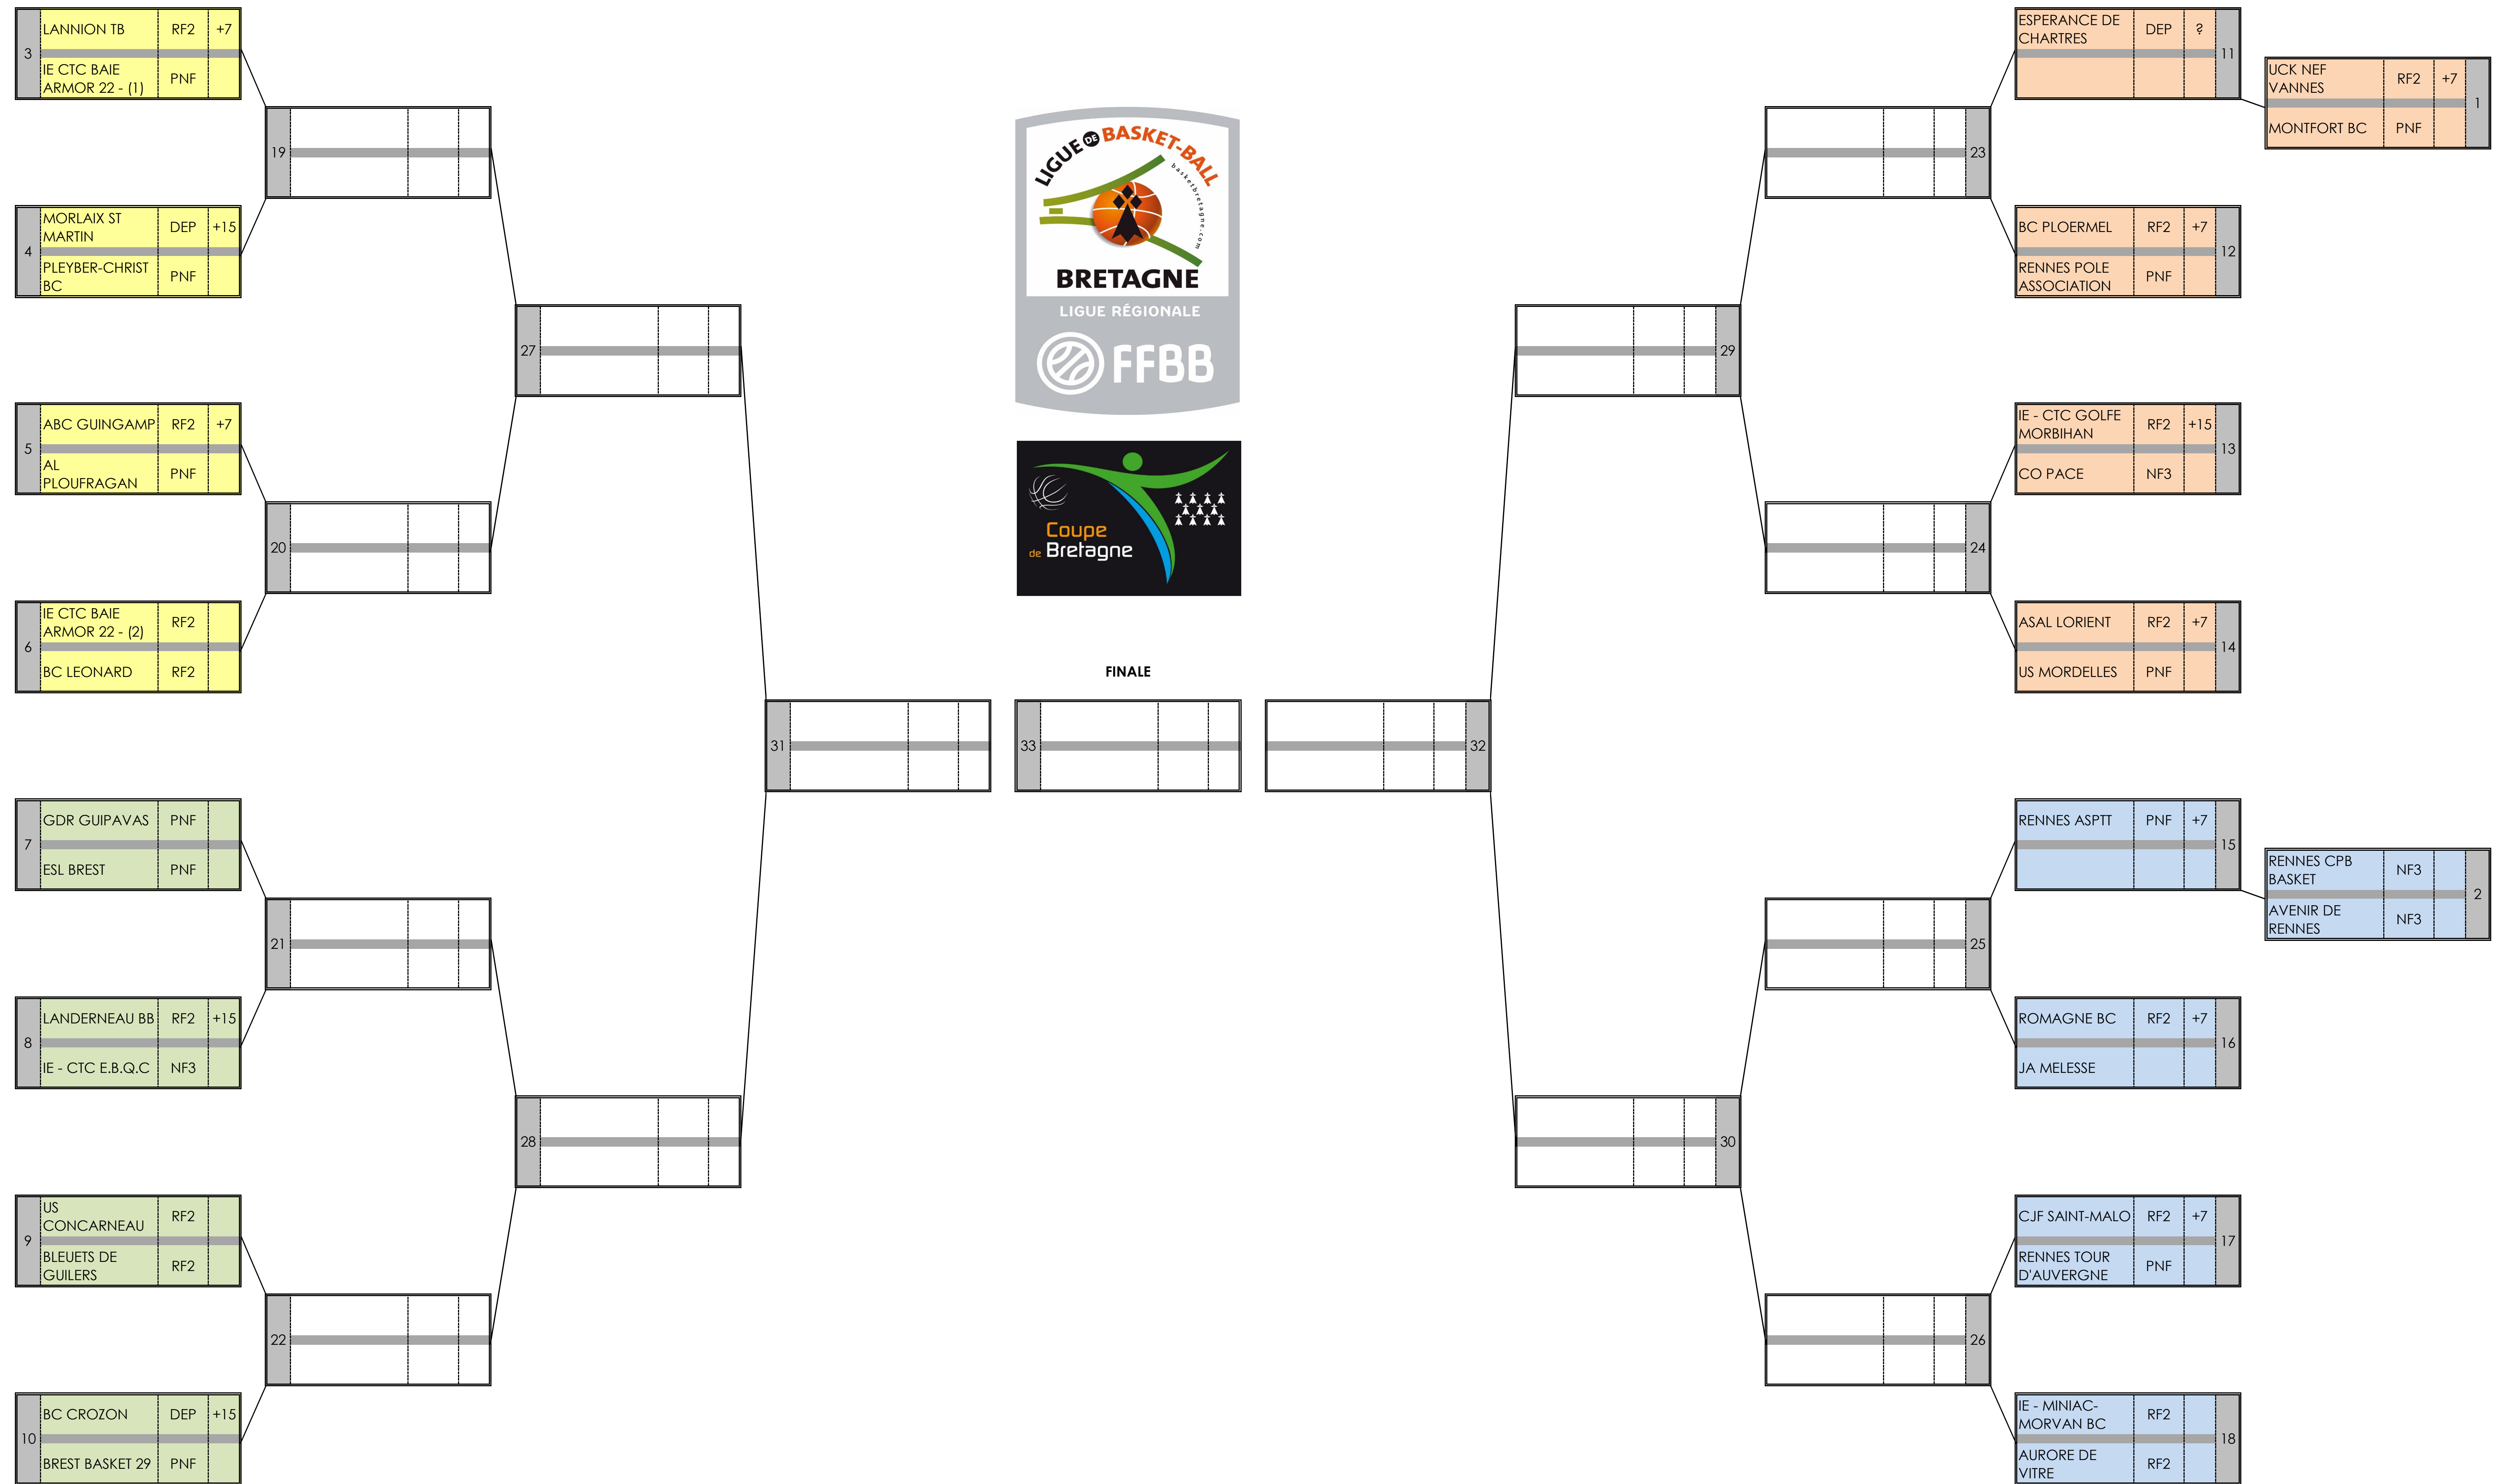 3
LANNION TB RF2 +7
IE CTC BAIE
ARMOR 22 - (1) PNF
4
MORLAIX ST
MARTIN DEP +15
PLEYBER-CHRIST
BC PNF
5
ABC GUINGAMP RF2 +7
AL
PLOUFRAGAN PNF
6
IE CTC BAIE
ARMOR 22 - (2) RF2
BC LEONARD RF2
7
GDR GUIPAVAS PNF
ESL BREST PNF
8
LANDERNEAU BB RF2 +15
IE - CTC E.B.Q.C NF3
9
US
CONCARNEAU RF2
BLEUETS DE
GUILERS RF2
10
BC CROZON DEP +15
BREST BASKET 29 PNF
19
20
21
22
27
28
31
LIGUE DE BASKET-BALL
basketbretagne.com
BRETAGNE
LIGUE RÉGIONALE
FFBB
Coupe
de Bretagne
FINALE
33
32
29
30
23
24
25
26
ESPERANCE DE
CHARTRES DEP ?
11
BC PLOERMEL RF2 +7
RENNES POLE
ASSOCIATION PNF
12
IE - CTC GOLFE
MORBIHAN RF2 +15
CO PACE NF3
13
ASAL LORIENT RF2 +7
US MORDELLES PNF
14
RENNES ASPTT PNF +7
15
ROMAGNE BC RF2 +7
JA MELESSE
16
CJF SAINT-MALO RF2 +7
RENNES TOUR
D'AUVERGNE PNF
17
IE - MINIAC-
MORVAN BC RF2
AURORE DE
VITRE RF2
18
UCK NEF
VANNES RF2 +7
MONTFORT BC PNF
1
RENNES CPB
BASKET NF3
AVENIR DE
RENNES NF3
2